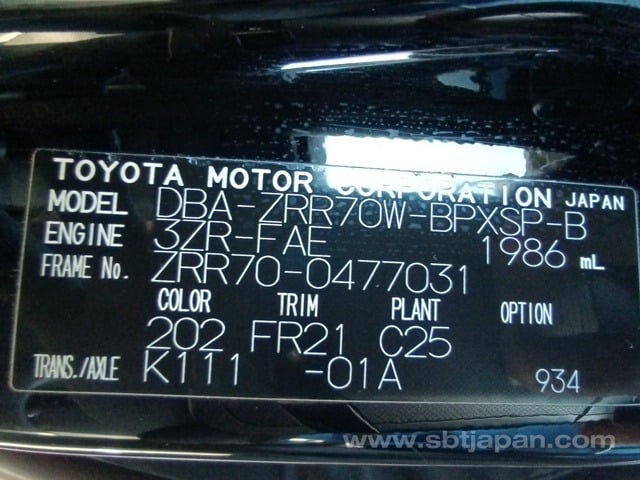 TOYOTA MOTOR CORPORATION JAPAN
MODEL DBA-ZRR70W-BPXSP-B
ENGINE 3ZR-FAE 1986 mL
FRAME No. ZRR70-0477031
COLOR TRIM PLANT OPTION
202 FR21 C25
TRANS./AXLE K111 -01A 934
www.sbtjapan.com